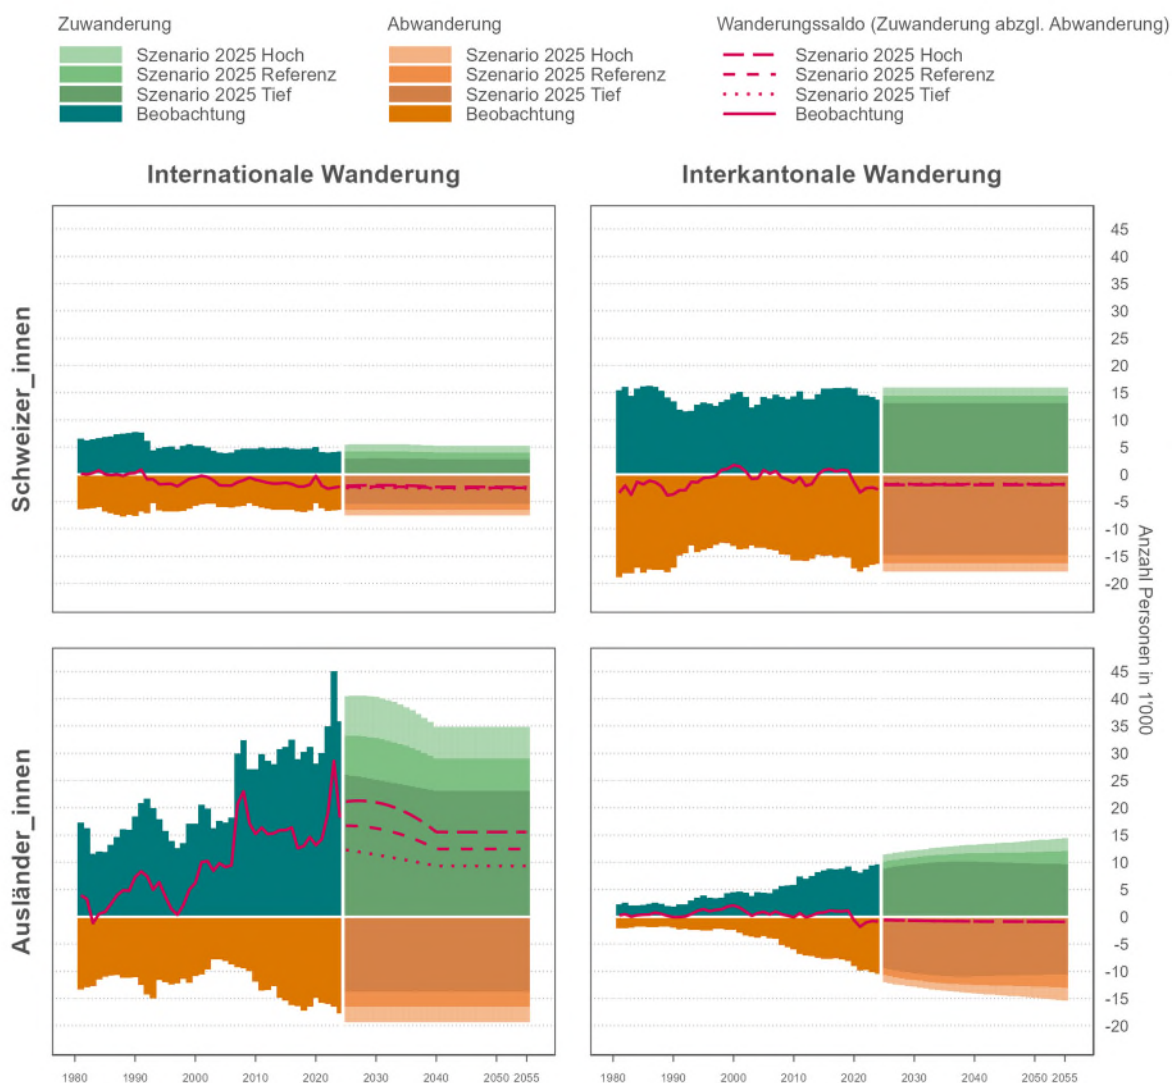 Zuwanderung Abwanderung Wanderungssaldo (Zuwanderung abzgl. Abwanderung)
Szenario 2025 Hoch Szenario 2025 Hoch Szenario 2025 Hoch
Szenario 2025 Referenz Szenario 2025 Referenz Szenario 2025 Referenz
Szenario 2025 Tief Szenario 2025 Tief Szenario 2025 Tief
Beobachtung Beobachtung Beobachtung
Internationale Wanderung Interkantonale Wanderung
Schweizer_innen
45
40
35
30
25
20
15
10
5
0
-5
-10
-15
-20
Anzahl Personen in 1'000
Ausländer_innen
45
40
35
30
25
20
15
10
5
0
-5
-10
-15
-20
1980 1990 2000 2010 2020 2030 2040 2050 2055 1980 1990 2000 2010 2020 2030 2040 2050 2055